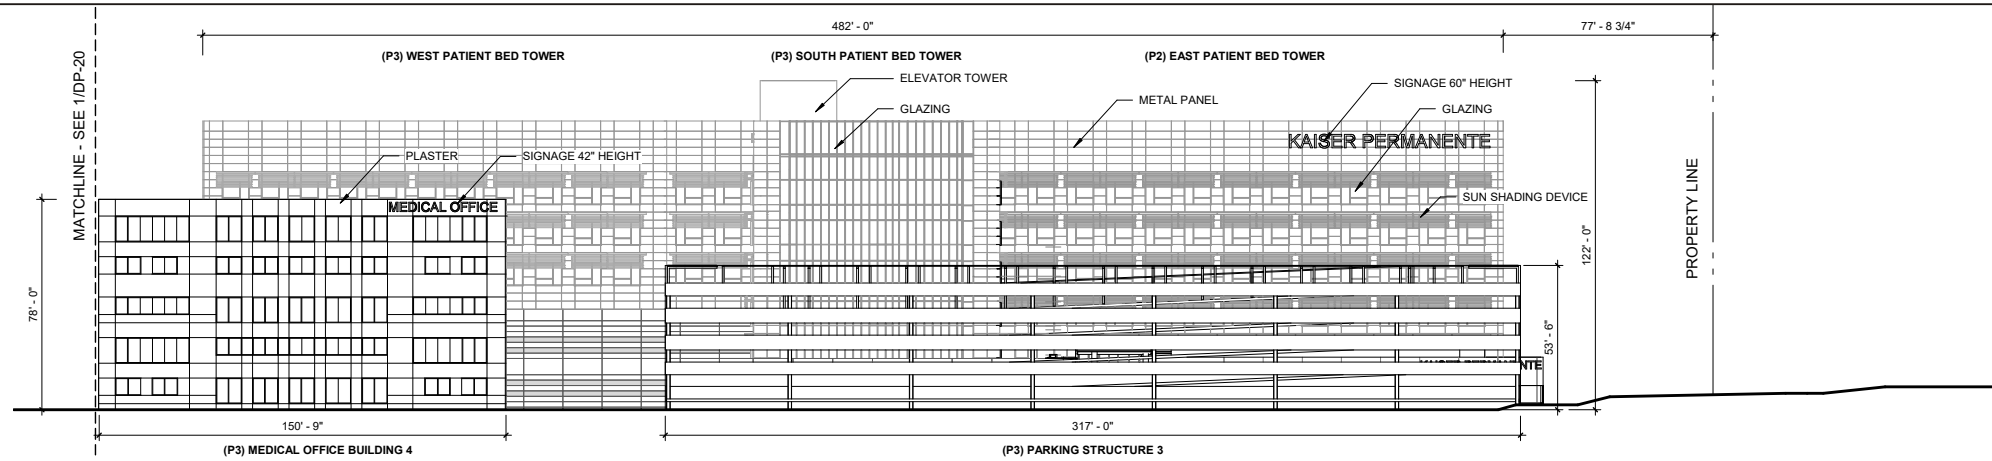 482' - 0"
77' - 8 3/4"
(P3) WEST PATIENT BED TOWER
(P3) SOUTH PATIENT BED TOWER
(P2) EAST PATIENT BED TOWER
MATCHLINE - SEE 1/DP-20
ELEVATOR TOWER
SIGNAGE 60" HEIGHT
METAL PANEL
GLAZING
GLAZING
KAISER PERMANENTE
PLASTER
SIGNAGE 42" HEIGHT
PROPERTY LINE
SUN SHADING DEVICE
MEDICAL OFFICE
122' - 0"
78' - 0"
53' - 6"
150' - 9"
317' - 0"
(P3) MEDICAL OFFICE BUILDING 4
(P3) PARKING STRUCTURE 3